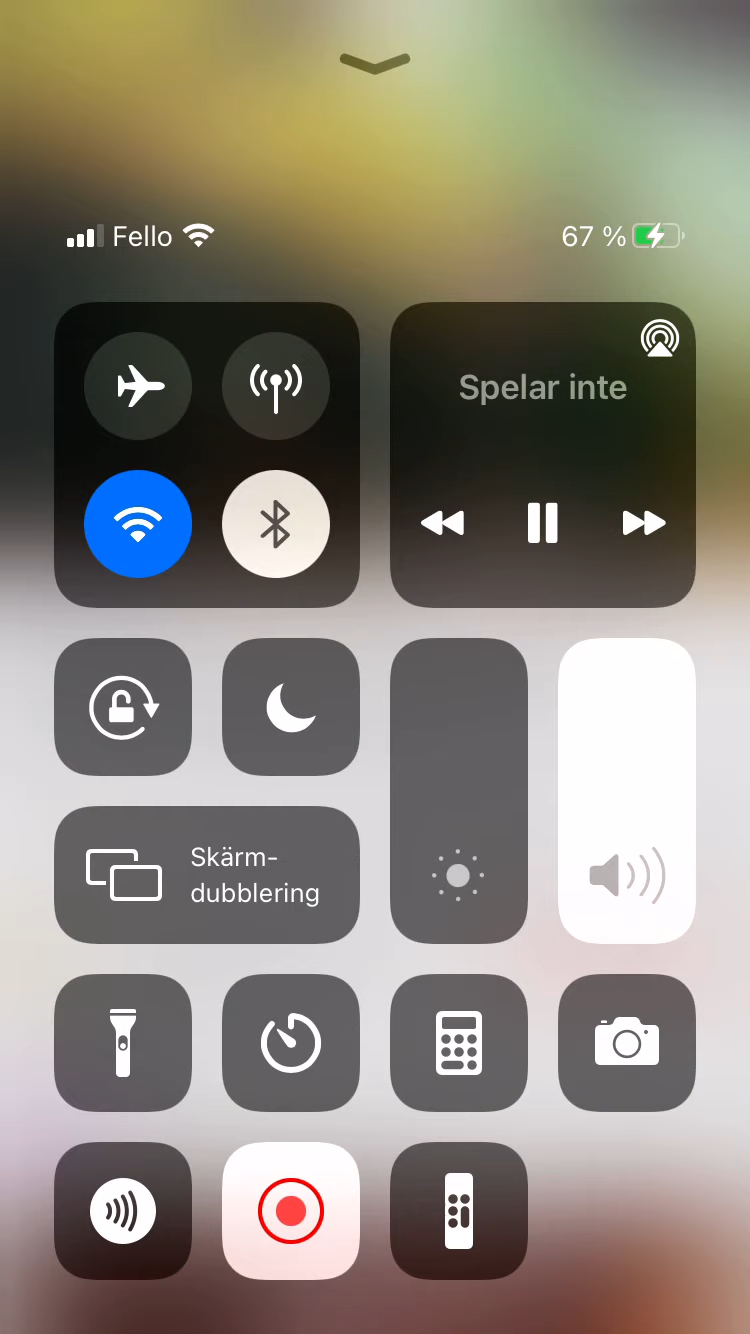 Fello
67 %
Spelar inte
Skärm-
dubblering